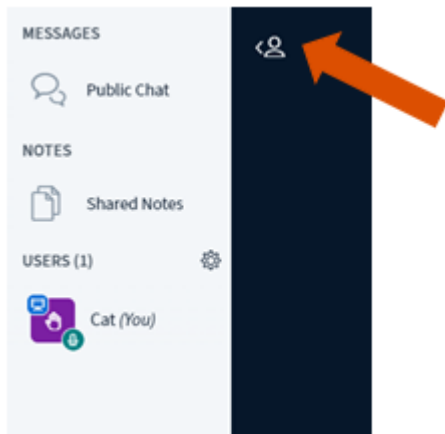 MESSAGES
Public Chat
NOTES
Shared Notes
USERS (1)
Cat (You)